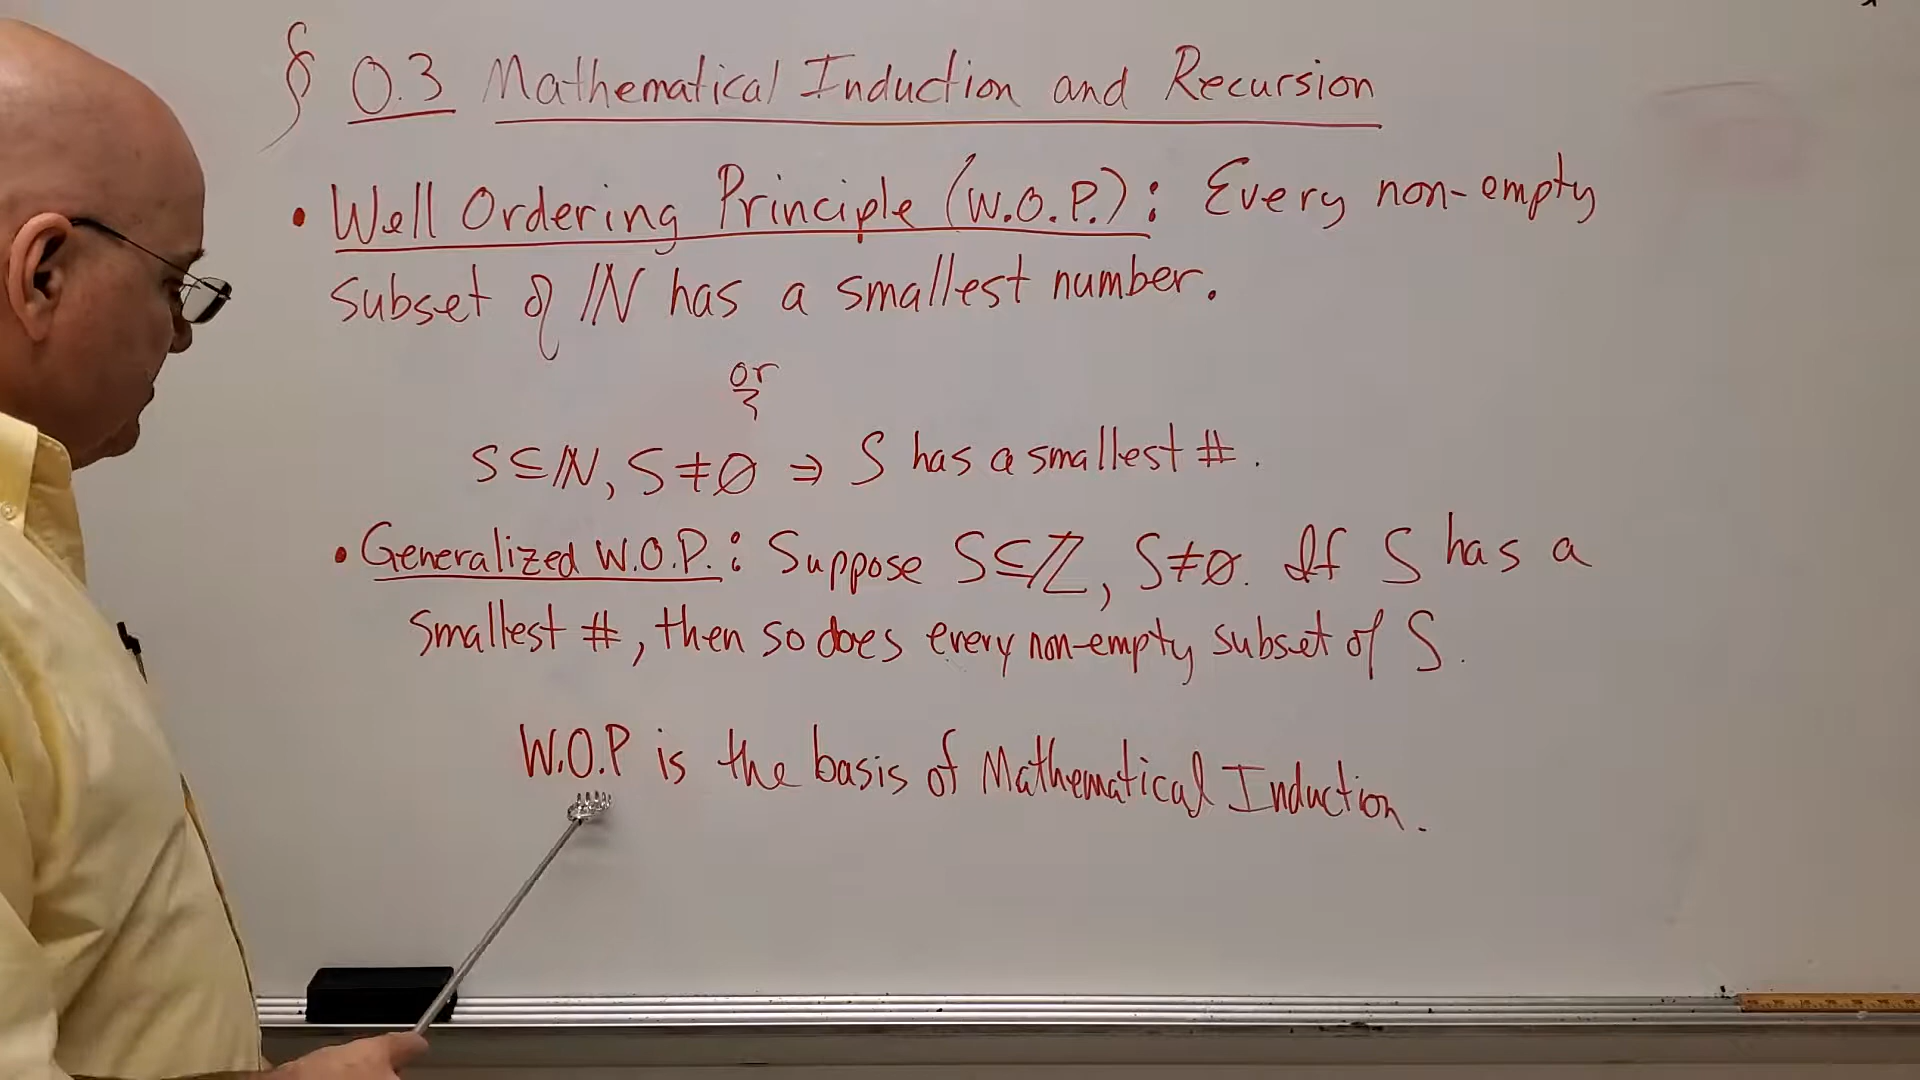 § 0.3 Mathematical Induction and Recursion
• Well Ordering Principle (W.O.P.): Every non-empty
subset of ℕ has a smallest number.
or
S⊆ℕ, S≠∅ ⇒ S has a smallest #.
• Generalized W.O.P.: Suppose S⊆ℤ, S≠∅. If S has a
smallest #, then so does every non-empty subset of S.
W.O.P is the basis of Mathematical Induction.